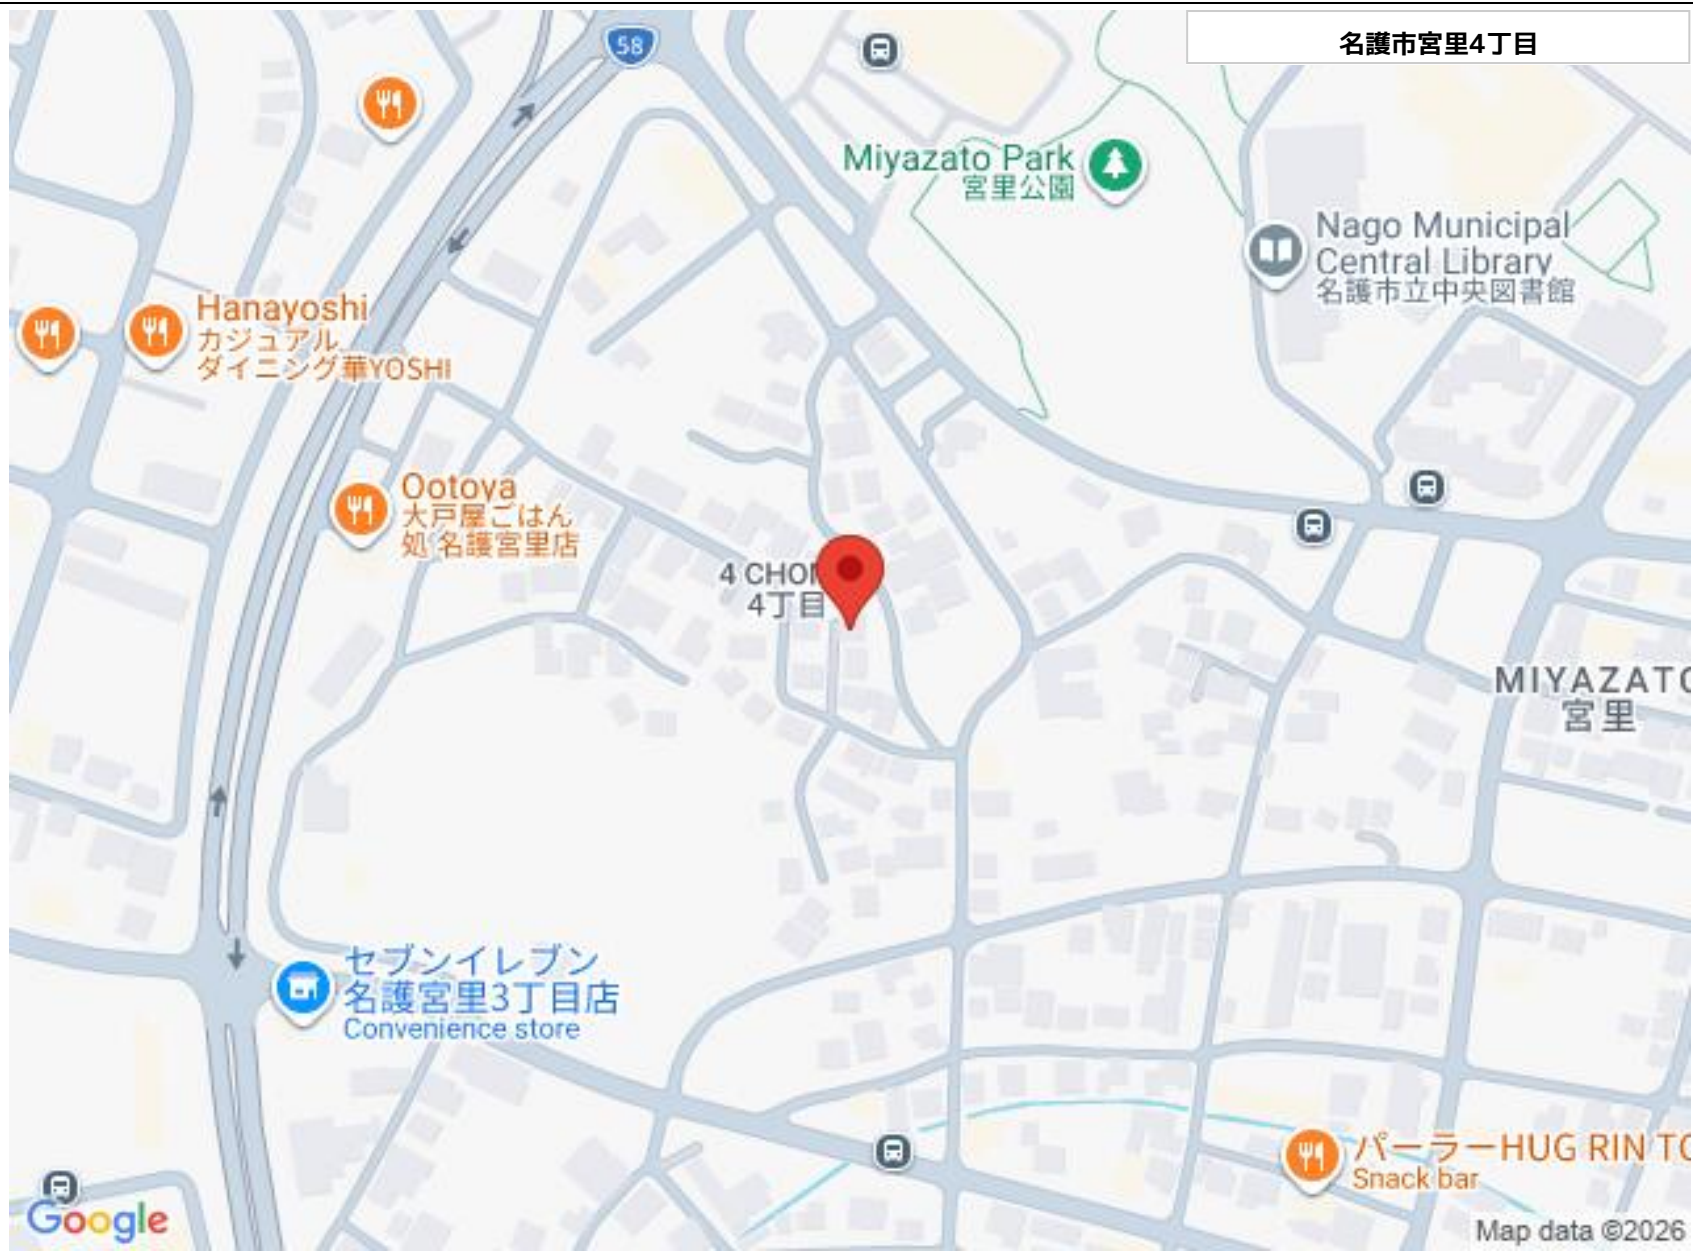 名護市宮里4丁目
58
Miyazato Park
宮里公園
Nago Municipal
Central Library
名護市立中央図書館
Hanayoshi
カジュアル
ダイニング華YOSHI
Ootoya
大戸屋ごはん
処 名護宮里店
4 CHO
4丁目
MIYAZATO
宮里
セブンイレブン
名護宮里3丁目店
Convenience store
パーラーHUG RIN TO
Snack bar
Google
Map data ©2026